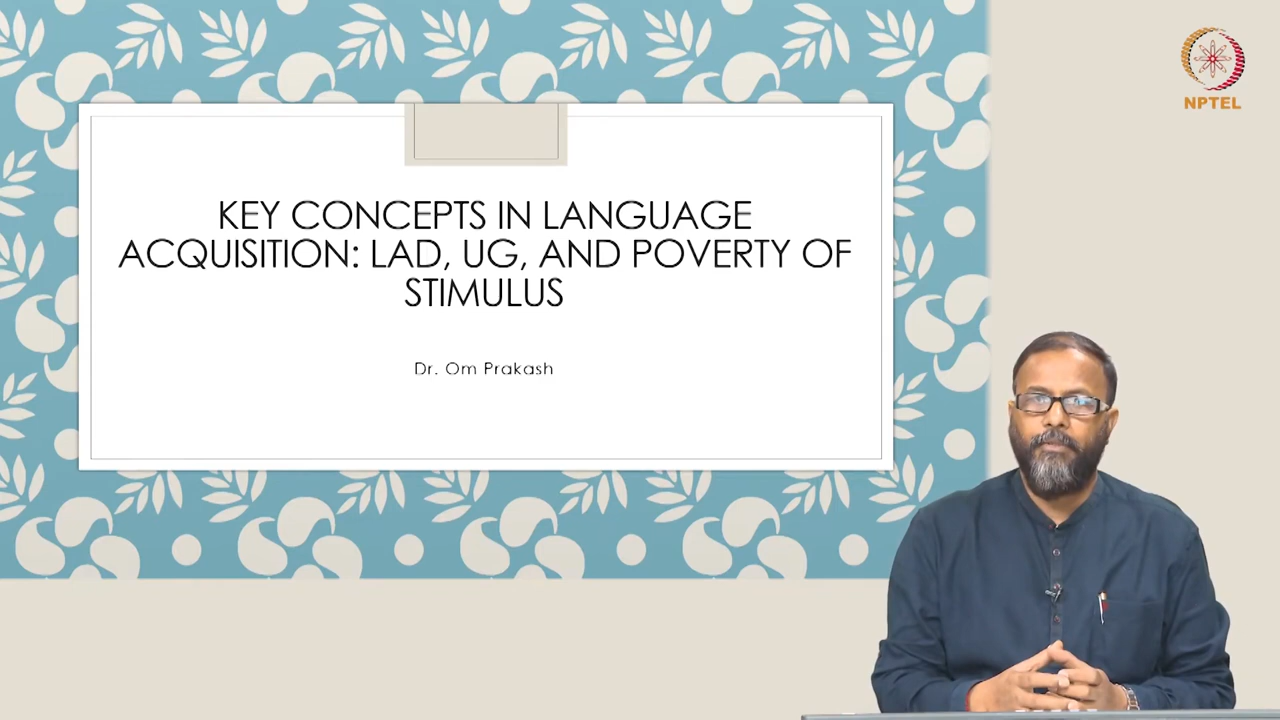 NPTEL
KEY CONCEPTS IN LANGUAGE
ACQUISITION: LAD, UG, AND POVERTY OF
STIMULUS
Dr. Om Prakash